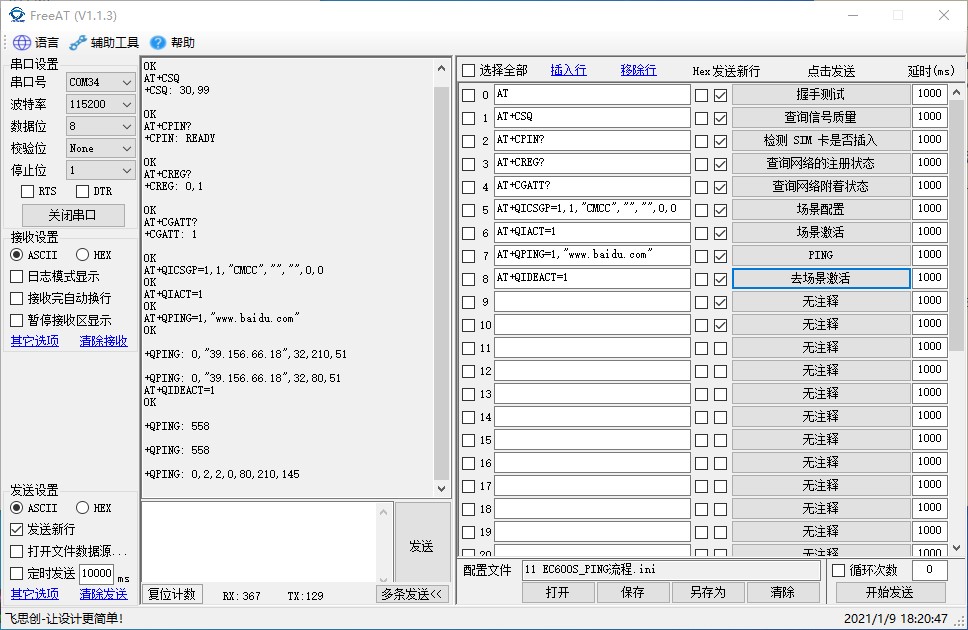 FreeAT (V1.1.3)
语言 辅助工具 帮助
串口设置
串口号 COM34
波特率 115200
数据位 8
校验位 None
停止位 1
RTS DTR
关闭串口
接收设置
ASCII HEX
日志模式显示
接收完自动换行
暂停接收区显示
其它选项 清除接收
发送设置
ASCII HEX
发送新行
打开文件数据源...
定时发送 10000 ms
其它选项 清除发送
OK
AT+CSQ
+CSQ: 30,99
OK
AT+CPIN?
+CPIN: READY
OK
AT+CREG?
+CREG: 0,1
OK
AT+CGATT?
+CGATT: 1
OK
AT+QICSGP=1,1,"CMCC","","",0,0
OK
AT+QIACT=1
OK
AT+QPING=1,"www.baidu.com"
OK
+QPING: 0,"39.156.66.18",32,210,51
+QPING: 0,"39.156.66.18",32,80,51
AT+QIDEACT=1
OK
+QPING: 558
+QPING: 558
+QPING: 0,2,2,0,80,210,145
发送
复位计数 RX: 367 TX:129 多条发送<<
选择全部 插入行 移除行 Hex发送新行 点击发送 延时(ms)
0 AT 握手测试 1000
1 AT+CSQ 查询信号质量 1000
2 AT+CPIN? 检测 SIM 卡是否插入 1000
3 AT+CREG? 查询网络的注册状态 1000
4 AT+CGATT? 查询网络附着状态 1000
5 AT+QICSGP=1,1,"CMCC","","",0,0 场景配置 1000
6 AT+QIACT=1 场景激活 1000
7 AT+QPING=1,"www.baidu.com" PING 1000
8 AT+QIDEACT=1 去场景激活 1000
9 无注释 1000
10 无注释 1000
11 无注释 1000
12 无注释 1000
13 无注释 1000
14 无注释 1000
15 无注释 1000
16 无注释 1000
17 无注释 1000
18 无注释 1000
19 无注释 1000
20 无注释 1000
配置文件 11 EC600S_PING流程.ini 循环次数 0
打开 保存 另存为 清除 开始发送
飞思创-让设计更简单! 2021/1/9 18:20:47